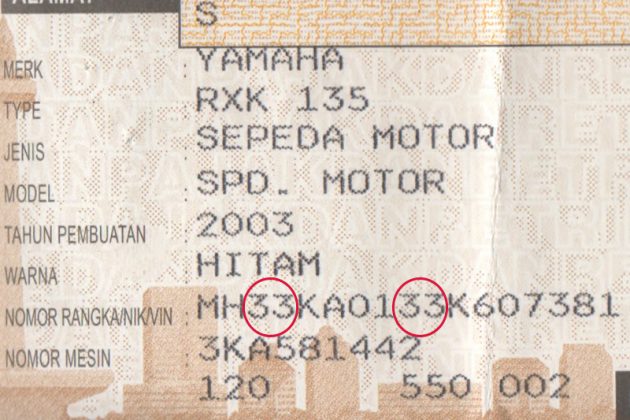 ALAMAT
S
MERK : YAMAHA
TYPE : RXK 135
JENIS : SEPEDA MOTOR
MODEL : SPD. MOTOR
TAHUN PEMBUATAN : 2003
WARNA : HITAM
NOMOR RANGKA/NIK/VIN : MH33KA0133K607381
NOMOR MESIN : 3KA581442
120 550 002